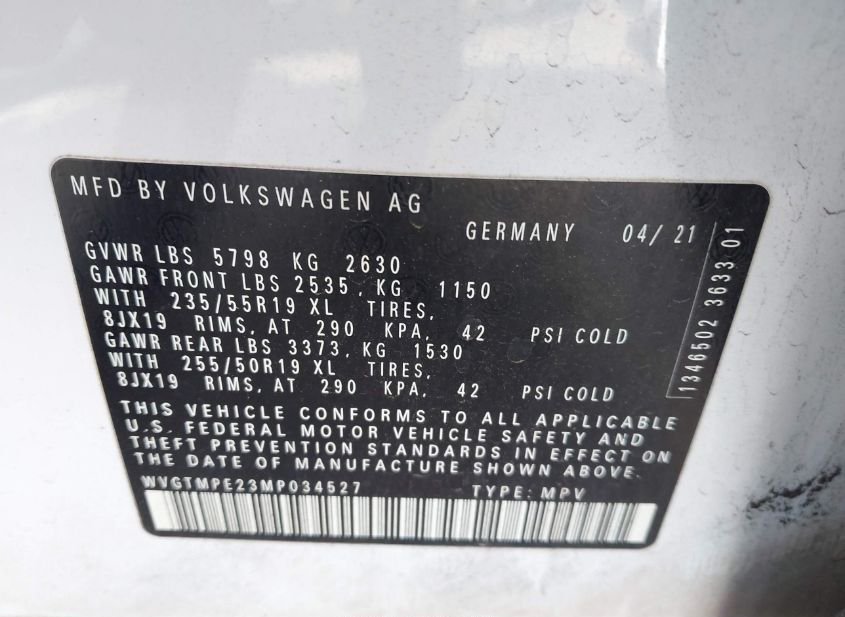 MFD BY VOLKSWAGEN AG
GERMANY 04/21
GVWR LBS 5798 KG 2630
GAWR FRONT LBS 2535, KG 1150
WITH 235/55R19 XL TIRES,
8JX19 RIMS, AT 290 KPA, 42 PSI COLD
GAWR REAR LBS 3373, KG 1530
WITH 255/50R19 XL TIRES,
8JX19 RIMS, AT 290 KPA, 42 PSI COLD
THIS VEHICLE CONFORMS TO ALL APPLICABLE
U.S. FEDERAL MOTOR VEHICLE SAFETY AND
THEFT PREVENTION STANDARDS IN EFFECT ON
THE DATE OF MANUFACTURE SHOWN ABOVE.
WVGTMPE23MP034527 TYPE: MPV
1346502 3633 01